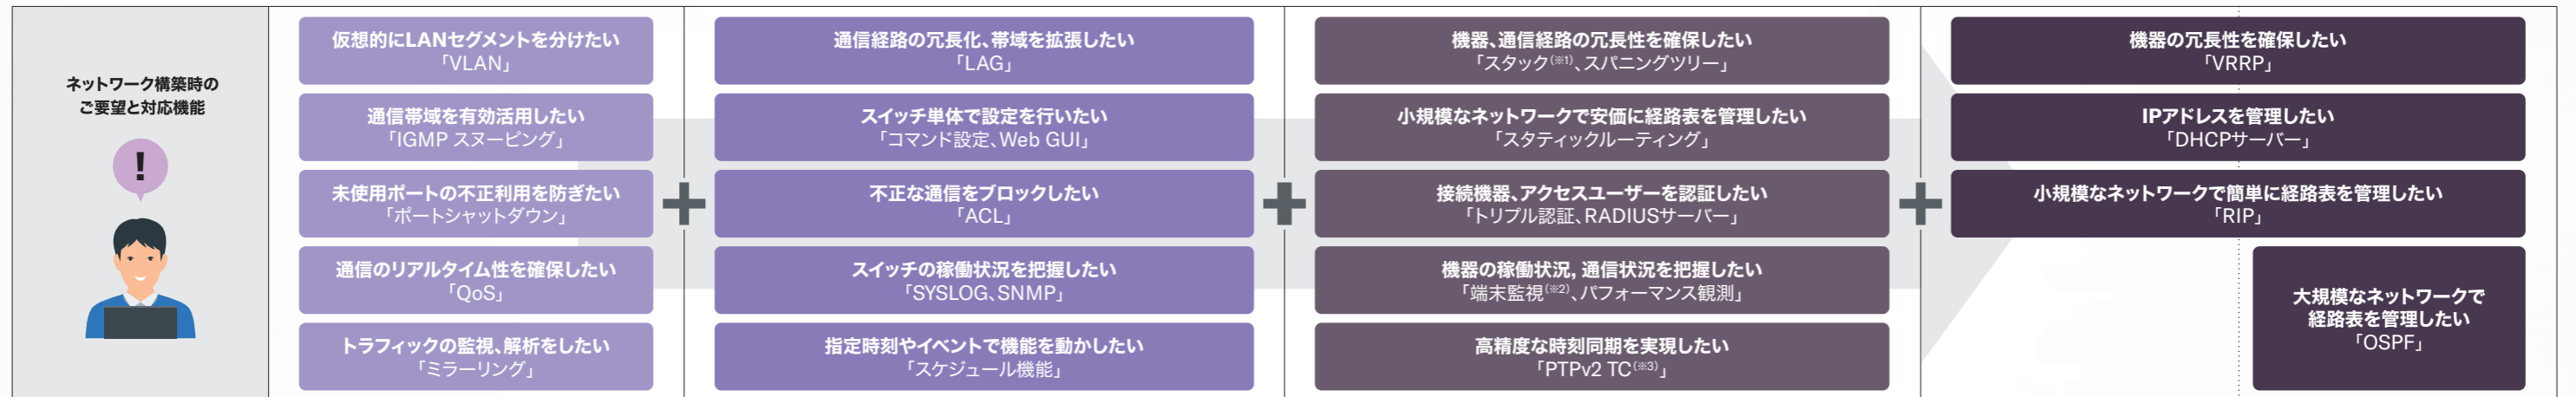 ネットワーク構築時の
ご要望と対応機能
!
仮想的にLANセグメントを分けたい
「VLAN」
通信帯域を有効活用したい
「IGMP スヌーピング」
未使用ポートの不正利用を防ぎたい
「ポートシャットダウン」
通信のリアルタイム性を確保したい
「QoS」
トラフィックの監視、解析をしたい
「ミラーリング」
+
通信経路の冗長化、帯域を拡張したい
「LAG」
スイッチ単体で設定を行いたい
「コマンド設定、Web GUI」
不正な通信をブロックしたい
「ACL」
スイッチの稼働状況を把握したい
「SYSLOG、SNMP」
指定時刻やイベントで機能を動かしたい
「スケジュール機能」
+
機器、通信経路の冗長性を確保したい
「スタック(※1)、スパニングツリー」
小規模なネットワークで安価に経路表を管理したい
「スタティックルーティング」
接続機器、アクセスユーザーを認証したい
「トリプル認証、RADIUSサーバー」
機器の稼働状況, 通信状況を把握したい
「端末監視(※2)、パフォーマンス観測」
高精度な時刻同期を実現したい
「PTPv2 TC(※3)」
+
機器の冗長性を確保したい
「VRRP」
IPアドレスを管理したい
「DHCPサーバー」
小規模なネットワークで簡単に経路表を管理したい
「RIP」
大規模なネットワークで
経路表を管理したい
「OSPF」